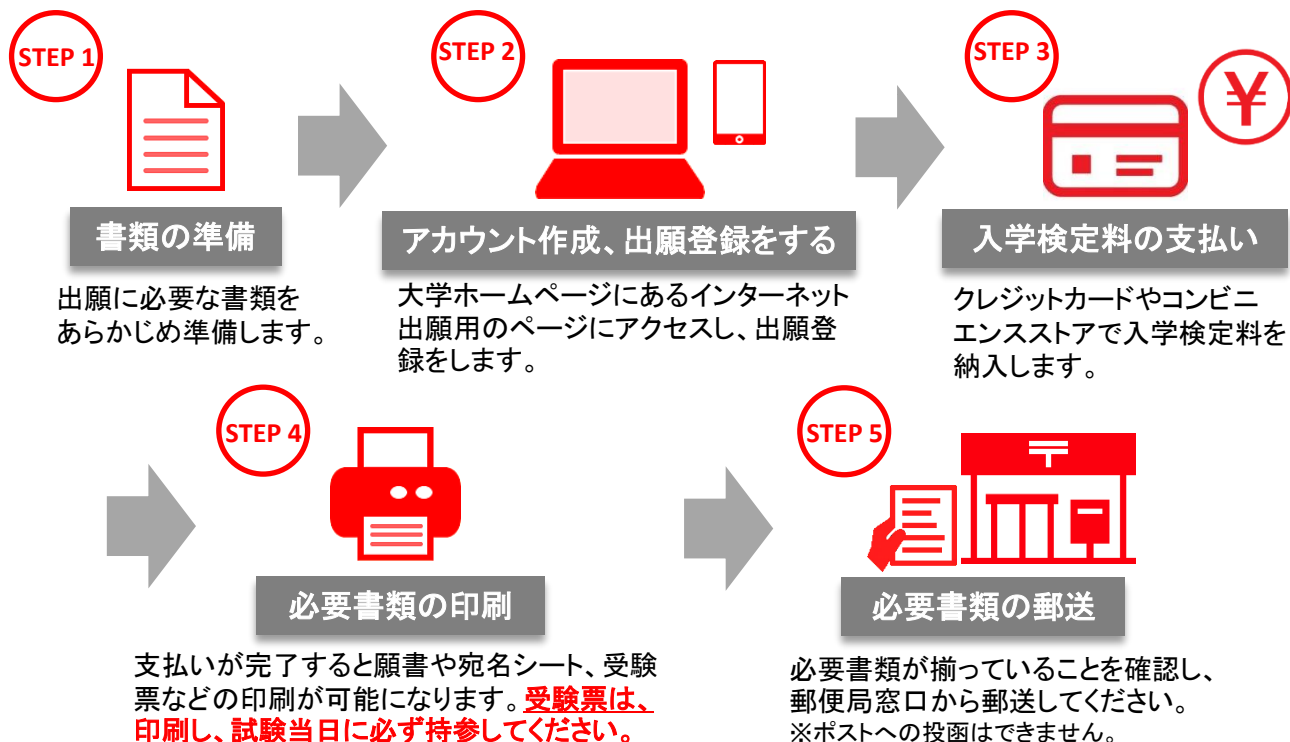 STEP 1
書類の準備
出願に必要な書類を
あらかじめ準備します。
STEP 2
アカウント作成、出願登録をする
大学ホームページにあるインターネット
出願用のページにアクセスし、出願登
録をします。
STEP 3
¥
入学検定料の支払い
クレジットカードやコンビニ
エンスストアで入学検定料を
納入します。
STEP 4
必要書類の印刷
支払いが完了すると願書や宛名シート、受験
票などの印刷が可能になります。受験票は、
印刷し、試験当日に必ず持参してください。
STEP 5
〒
必要書類の郵送
必要書類が揃っていることを確認し、
郵便局窓口から郵送してください。
※ポストへの投函はできません。